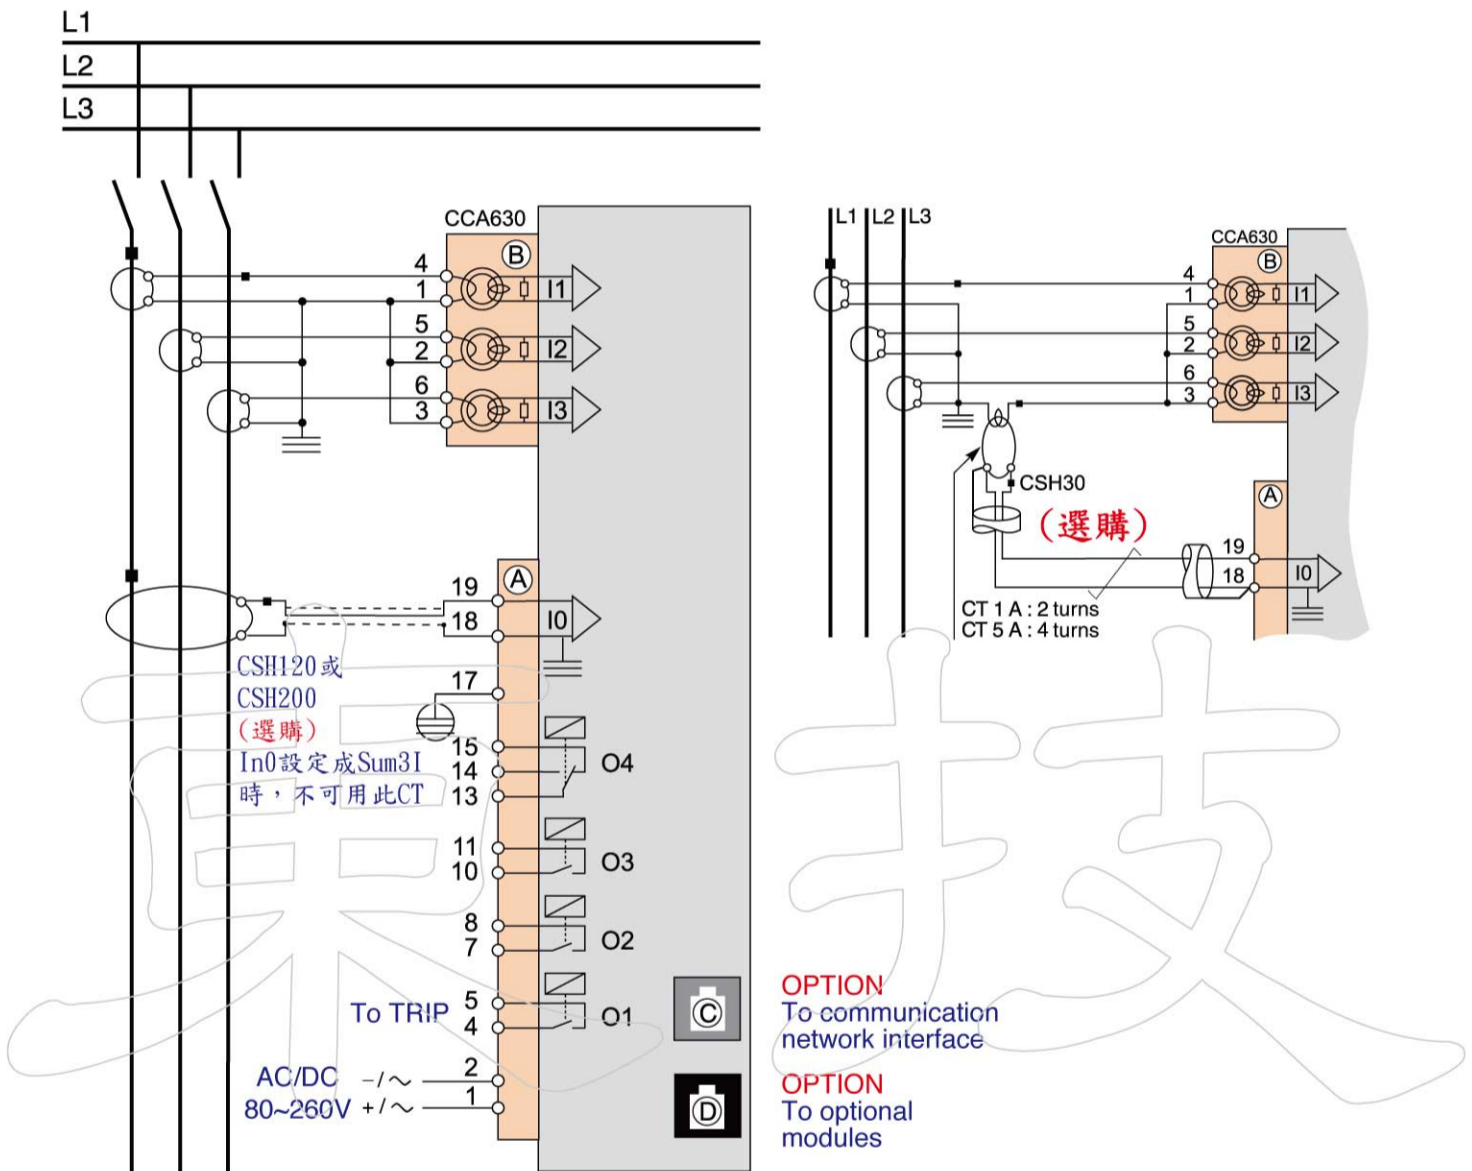 L1
L2
L3
CCA630
B
4
1
I1
5
2
I2
6
3
I3
A
19
18
I0
CSH120或
CSH200
(選購)
In0設定成Sum3I
時，不可用此CT
17
15
14
13
O4
11
10
O3
8
7
O2
To TRIP
5
4
O1
AC/DC -/~ 2
80~260V +/~ 1
C
OPTION
To communication
network interface
D
OPTION
To optional
modules
L1 L2 L3
CCA630
B
4
1
I1
5
2
I2
6
3
I3
CSH30
(選購)
A
19
18
I0
CT 1 A : 2 turns
CT 5 A : 4 turns
東技